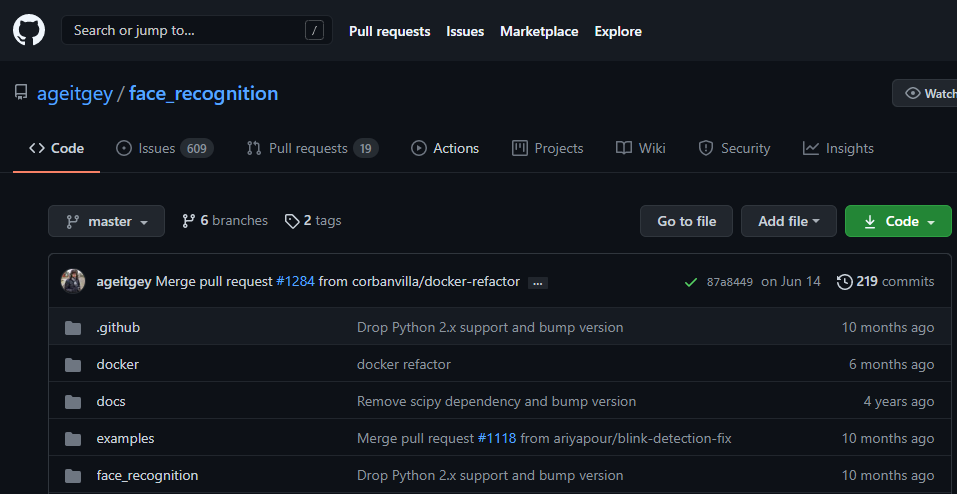 Search or jump to... / Pull requests Issues Marketplace Explore
ageitgey / face_recognition Watch
Code Issues 609 Pull requests 19 Actions Projects Wiki Security Insights
master 6 branches 2 tags Go to file Add file Code
ageitgey Merge pull request #1284 from corbanvilla/docker-refactor ... 87a8449 on Jun 14 219 commits
.github Drop Python 2.x support and bump version 10 months ago
docker docker refactor 6 months ago
docs Remove scipy dependency and bump version 4 years ago
examples Merge pull request #1118 from ariyapour/blink-detection-fix 10 months ago
face_recognition Drop Python 2.x support and bump version 10 months ago